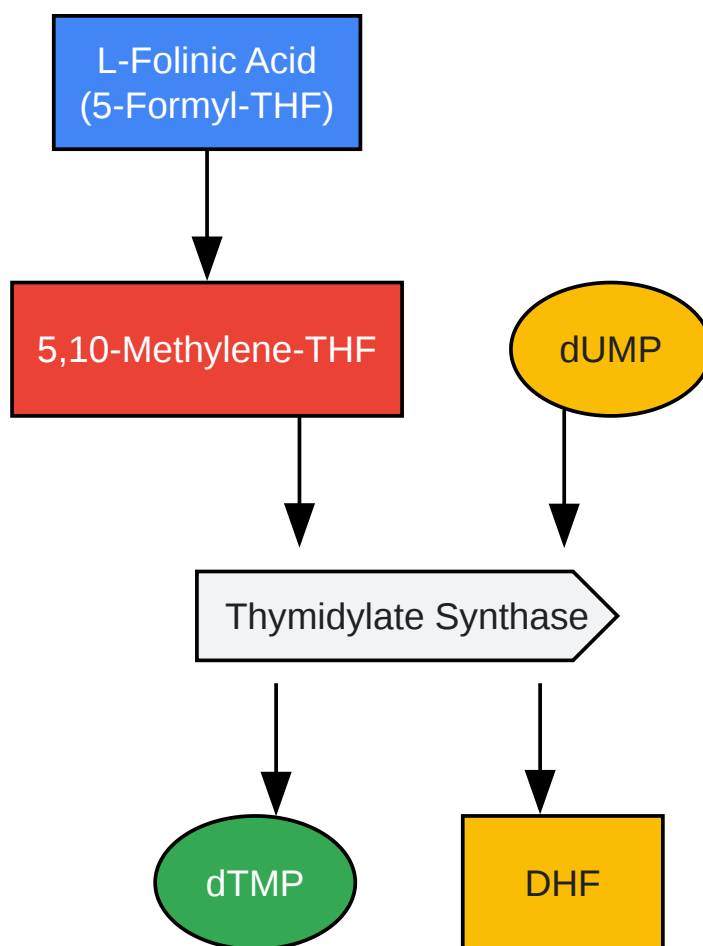 L-Folinic Acid
(5-Formyl-THF)
5,10-Methylene-THF
dUMP
Thymidylate Synthase
dTMP
DHF